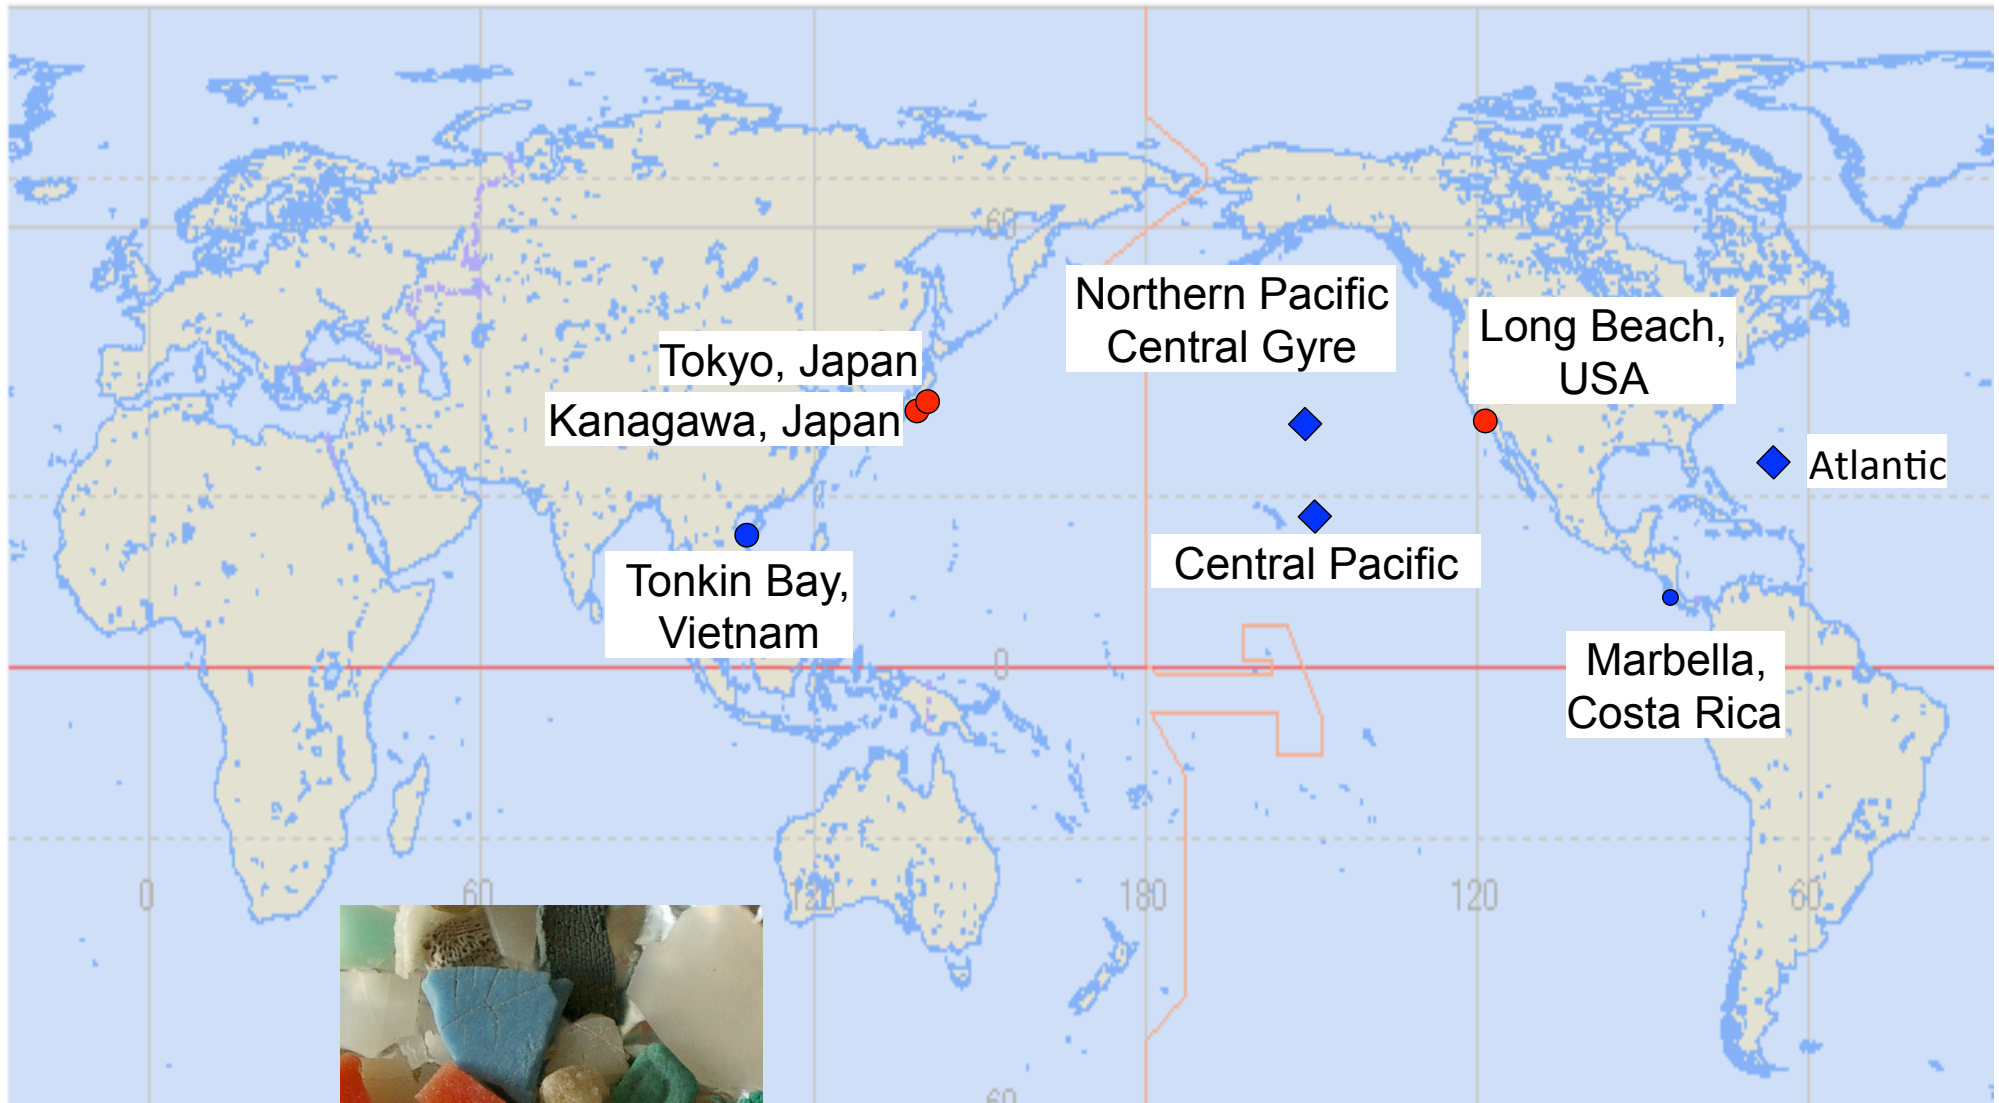 60
Northern Pacific
Central Gyre
Long Beach,
USA
Tokyo, Japan
Kanagawa, Japan
Atlantic
Central Pacific
Tonkin Bay,
Vietnam
0
Marbella,
Costa Rica
0
60
120
180
120
60
60